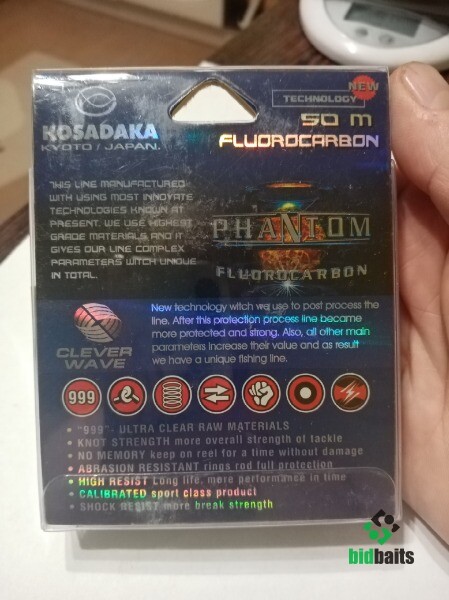 NEW
TECHNOLOGY
KOSADAKA
KYOTO / JAPAN.
50 m
FLUOROCARBON
THIS LINE MANUFACTURED
WITH USING MOST INNOVATE
TECHNOLOGIES KNOWN AT
PRESENT. WE USE HIGHEST
GRADE MATERIALS AND IT
GIVES OUR LINE COMPLEX
PARAMETERS WITCH UNIQUE
IN TOTAL.
PHANTOM
FLUOROCARBON
CLEVER
WAVE
New technology witch we use to post process the
line. After this protection process line became
more protected and strong. Also, all other main
parameters increase their value and as result
we have a unique fishing line.
999
• "999"- ULTRA CLEAR RAW MATERIALS
• KNOT STRENGTH more overall strength of tackle
• NO MEMORY keep on reel for a time without damage
• ABRASION RESISTANT rings rod full protection
• HIGH RESIST Long life, more performance in time
• CALIBRATED sport class product
• SHOCK RESIST more break strength
bidbaits